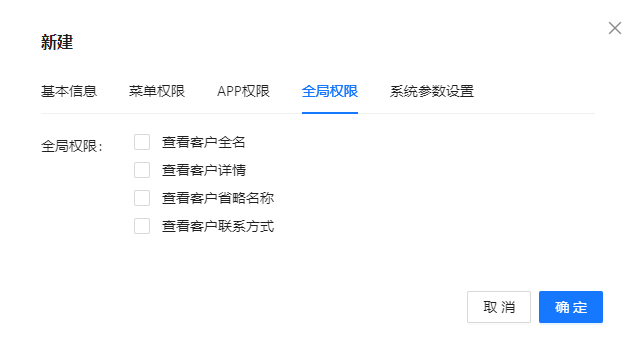 新建
基本信息 菜单权限 APP权限 全局权限 系统参数设置
全局权限: 查看客户全名
查看客户详情
查看客户省略名称
查看客户联系方式
取 消 确 定